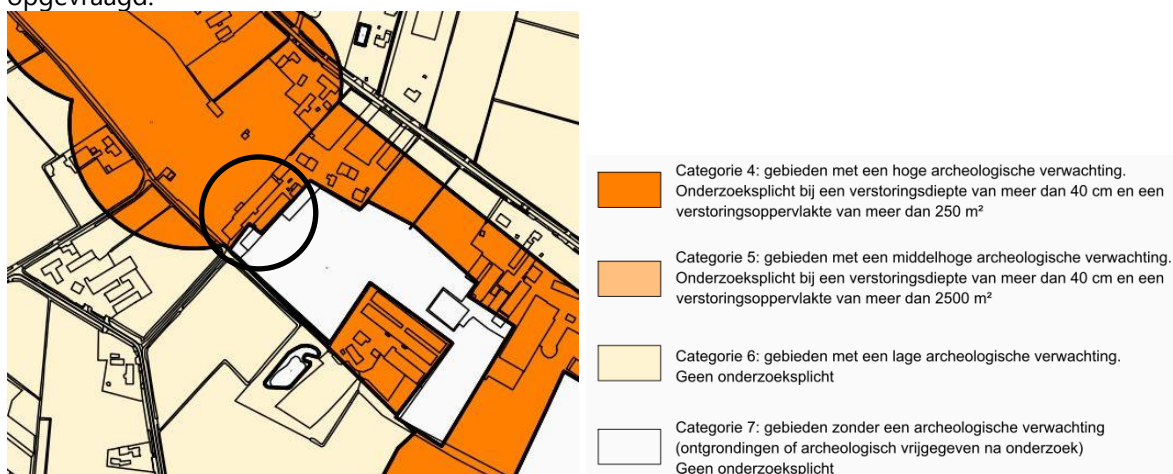 opgevraagd.
Categorie 4: gebieden met een hoge archeologische verwachting.
Onderzoeksplicht bij een verstoringsdiepte van meer dan 40 cm en een
verstoringsoppervlakte van meer dan 250 m²
Categorie 5: gebieden met een middelhoge archeologische verwachting.
Onderzoeksplicht bij een verstoringsdiepte van meer dan 40 cm en een
verstoringsoppervlakte van meer dan 2500 m²
Categorie 6: gebieden met een lage archeologische verwachting.
Geen onderzoeksplicht
Categorie 7: gebieden zonder een archeologische verwachting
(ontgrondingen of archeologisch vrijgegeven na onderzoek)
Geen onderzoeksplicht